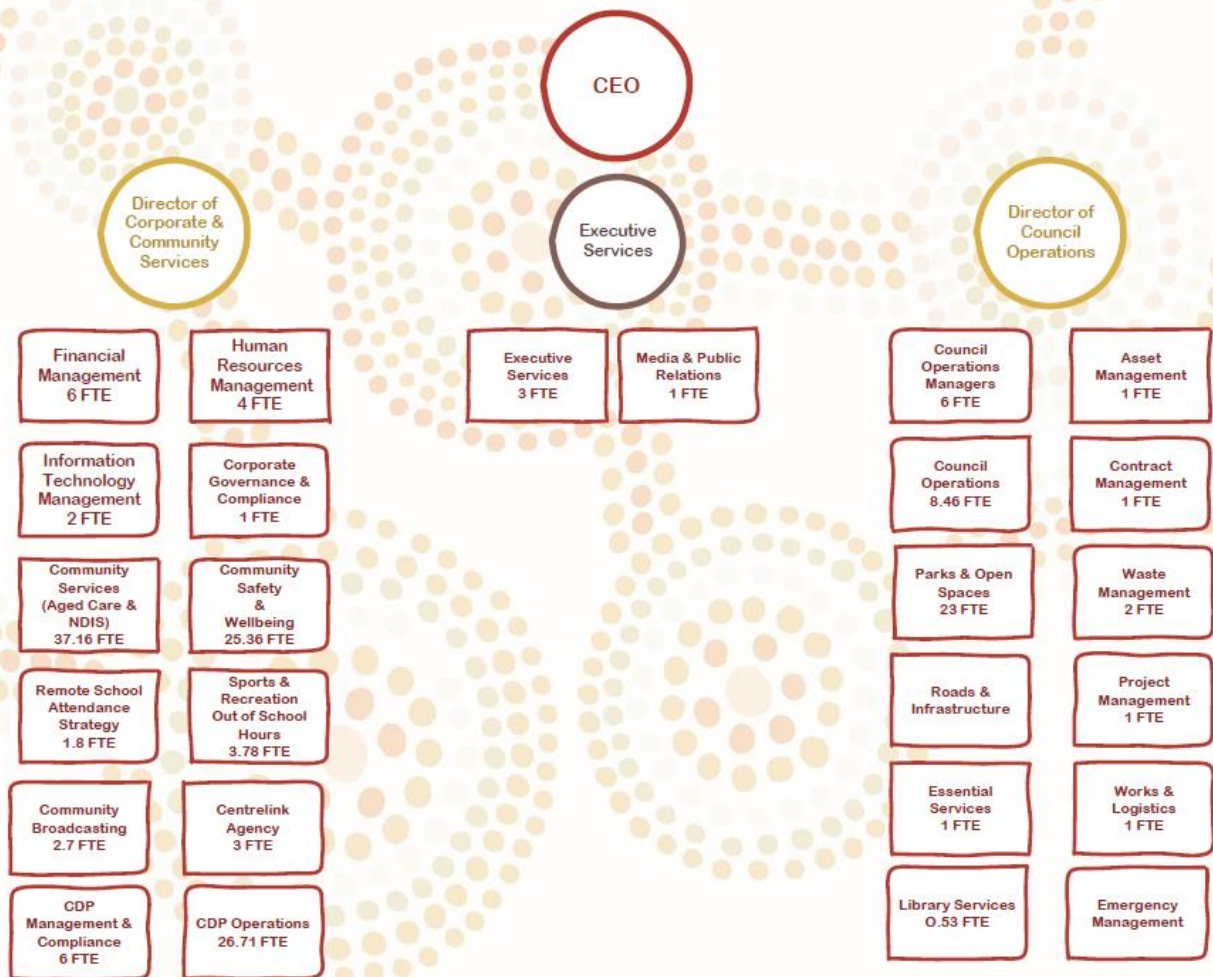 CEO
Director of
Corporate &
Community
Services
Executive
Services
Director of
Council
Operations
Financial
Management
6 FTE
Human
Resources
Management
4 FTE
Information
Technology
Management
2 FTE
Corporate
Governance &
Compliance
1 FTE
Community
Services
(Aged Care &
NDIS)
37.16 FTE
Community
Safety
&
Wellbeing
25.36 FTE
Remote School
Attendance
Strategy
1.8 FTE
Sports &
Recreation
Out of School
Hours
3.78 FTE
Community
Broadcasting
2.7 FTE
Centrelink
Agency
3 FTE
CDP
Management &
Compliance
6 FTE
CDP Operations
26.71 FTE
Executive
Services
3 FTE
Media & Public
Relations
1 FTE
Council
Operations
Managers
6 FTE
Asset
Management
1 FTE
Council
Operations
8.46 FTE
Contract
Management
1 FTE
Parks & Open
Spaces
23 FTE
Waste
Management
2 FTE
Roads &
Infrastructure
Project
Management
1 FTE
Essential
Services
1 FTE
Works &
Logistics
1 FTE
Library Services
O.53 FTE
Emergency
Management